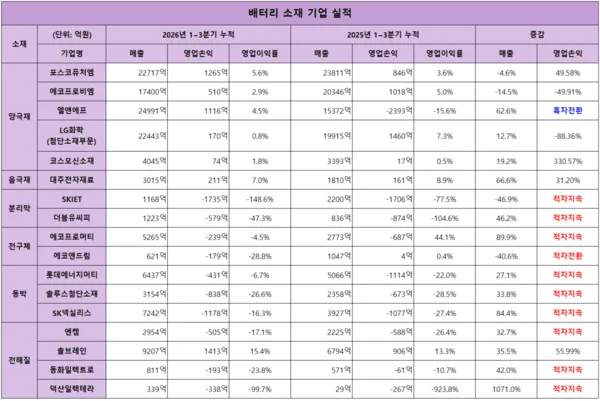 배터리 소재 기업 실적
소재 (단위: 억원) 2026년 1~3분기 누적 2025년 1~3분기 누적 증감
기업명 매출 영업손익 영업이익률 매출 영업손익 영업이익률 매출 영업손익
양극재 포스코퓨처엠 22717억 1265억 5.6% 23811억 846억 3.6% -4.6% 49.58%
에코프로비엠 17400억 510억 2.9% 20346억 1018억 5.0% -14.5% -49.91%
엘앤에프 24991억 1116억 4.5% 15372억 -2393억 -15.6% 62.6% 흑자전환
LG화학
(첨단소재부문) 22443억 170억 0.8% 19915억 1460억 7.3% 12.7% -88.36%
코스모신소재 4045억 74억 1.8% 3393억 17억 0.5% 19.2% 330.57%
음극재 대주전자재료 3015억 211억 7.0% 1810억 161억 8.9% 66.6% 31.20%
분리막 SKIET 1168억 -1735억 -148.6% 2200억 -1706억 -77.5% -46.9% 적자지속
더블유씨피 1223억 -579억 -47.3% 836억 -874억 -104.6% 46.2% 적자지속
전구체 에코프로머티 5265억 -239억 -4.5% 2773억 -687억 44.1% 89.9% 적자지속
에코앤드림 621억 -179억 -28.8% 1047억 4억 0.4% -40.6% 적자전환
동박 롯데에너지머티 6437억 -431억 -6.7% 5066억 -1114억 -22.0% 27.1% 적자지속
솔루스첨단소재 3154억 -838억 -26.6% 2358억 -673억 -28.5% 33.8% 적자지속
SK넥실리스 7242억 -1178억 -16.3% 3927억 -1077억 -27.4% 84.4% 적자지속
전해질 엔켐 2954억 -505억 -17.1% 2225억 -588억 -26.4% 32.7% 적자지속
솔브레인 9207억 1413억 15.4% 6794억 906억 13.3% 35.5% 55.99%
동화일렉트로 811억 -193억 -23.8% 571억 -61억 -10.7% 42.0% 적자지속
덕산일렉테라 339억 -338억 -99.7% 29억 -267억 -923.8% 1071.0% 적자지속